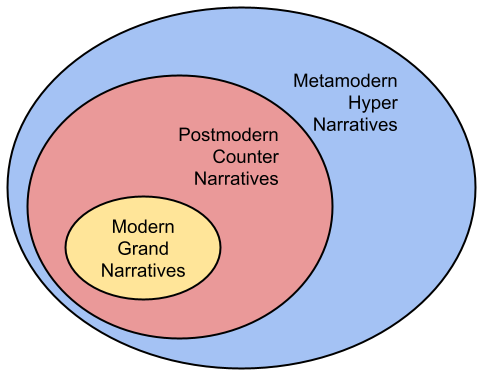 Metamodern
Hyper
Narratives
Postmodern
Counter
Narratives
Modern
Grand
Narratives